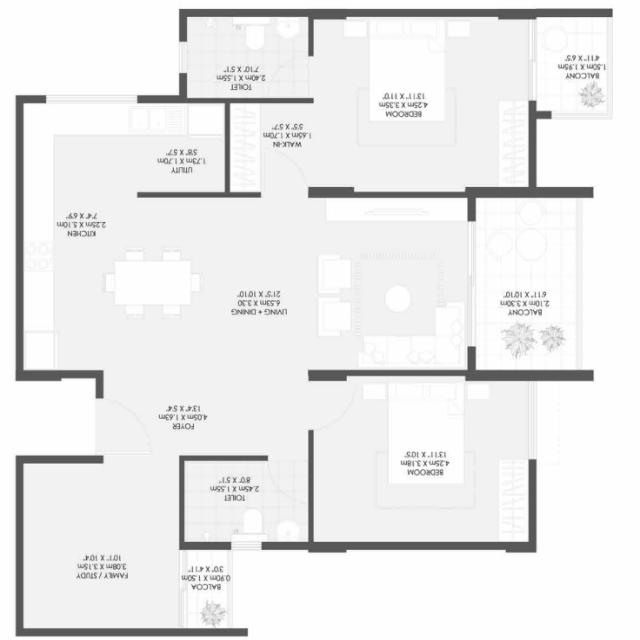 BALCOA
0.90m X 1.50m
3'0" X 4'11"
FAMILY / STUDY
3.08m X 3.15m
10'1" X 10'4"
BEDROOM
4.25m X 3.18m
13'11" X 10'5"
TOILET
2.45m X 1.55m
8'0" X 5'1"
FOYER
4.05m X 1.63m
13'4" X 5'4"
BALCONY
2.10m X 3.30m
6'11" X 10'10"
LIVING + DINING
6.53m X 3.30
21'5" X 10'10"
KITCHEN
2.25m X 3.10m
7'4" X 6'9"
UTILITY
1.73m X 1.70m
5'8" X 5'7"
WALK-IN
1.65m X 1.70m
5'5" X 5'7"
BEDROOM
4.25m X 3.35m
13'11" X 11'0"
BALCONY
1.50m X 1.95m
4'11" X 6'5"
TOILET
2.40m X 1.55m
7'10" X 5'1"